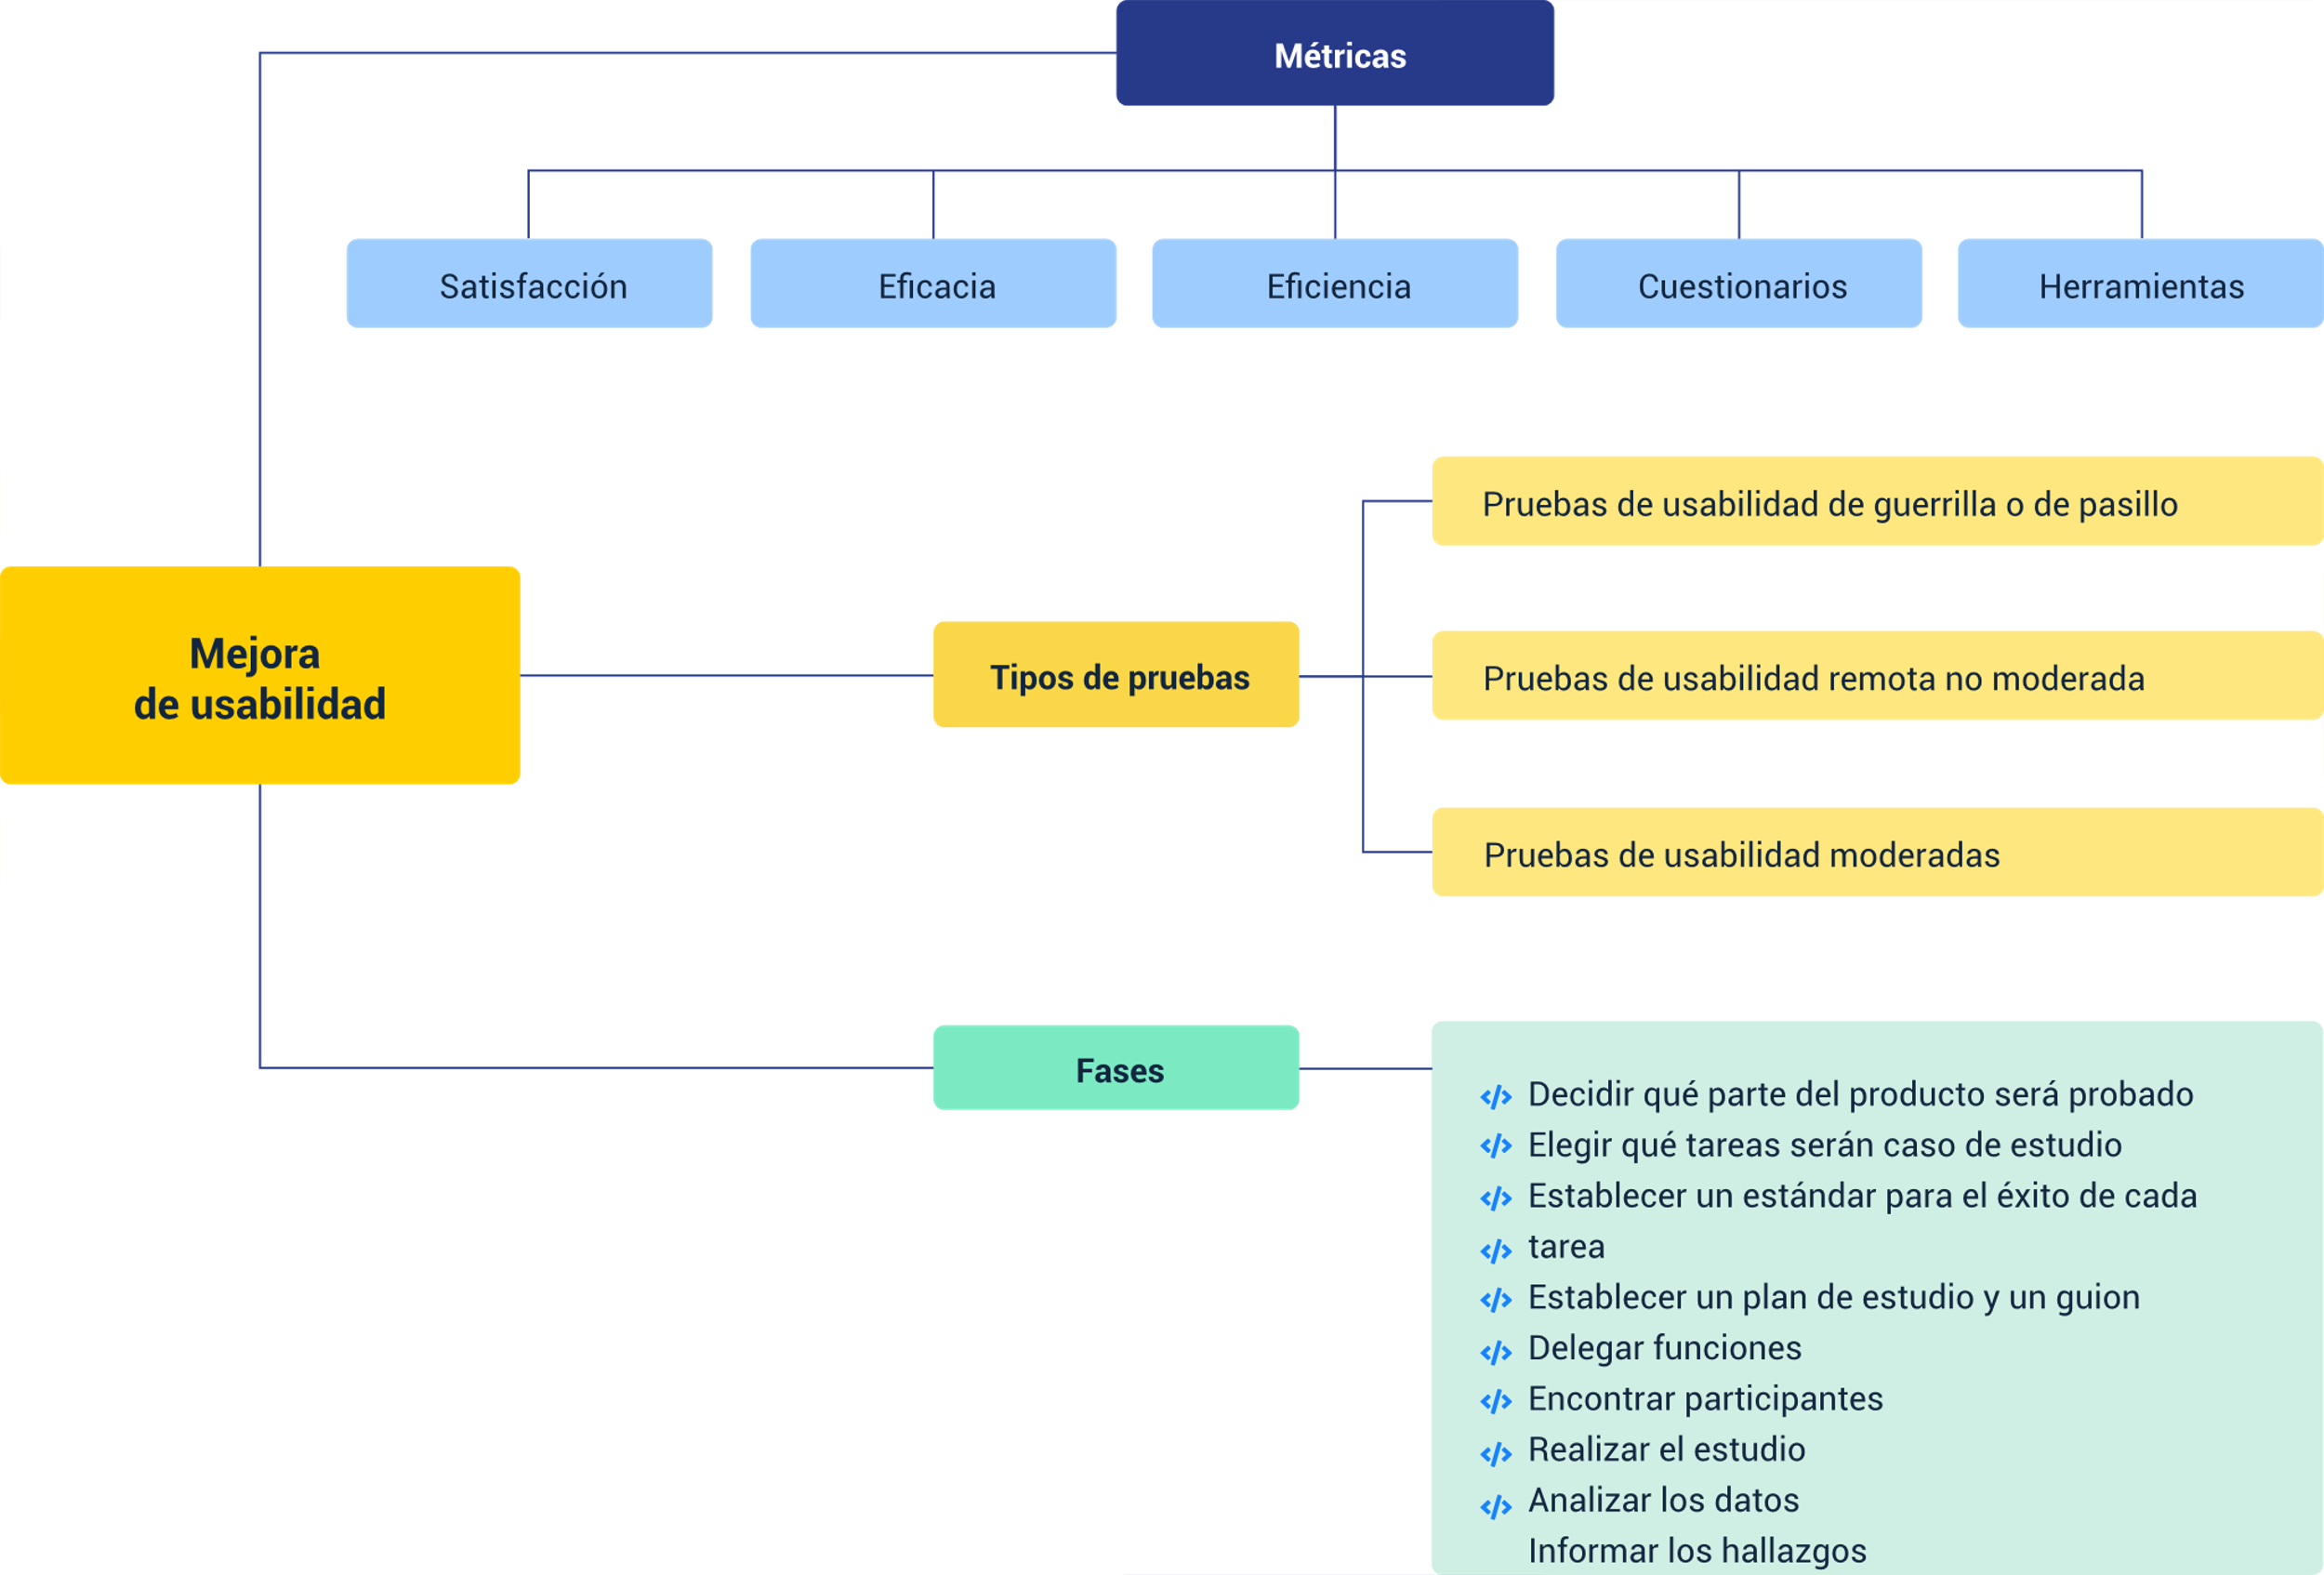 Métricas
Satisfacción
Eficacia
Eficiencia
Cuestionarios
Herramientas
Mejora
de usabilidad
Tipos de pruebas
Pruebas de usabilidad de guerrilla o de pasillo
Pruebas de usabilidad remota no moderada
Pruebas de usabilidad moderadas
Fases
Decidir qué parte del producto será probado
Elegir qué tareas serán caso de estudio
Establecer un estándar para el éxito de cada
tarea
Establecer un plan de estudio y un guion
Delegar funciones
Encontrar participantes
Realizar el estudio
Analizar los datos
Informar los hallazgos